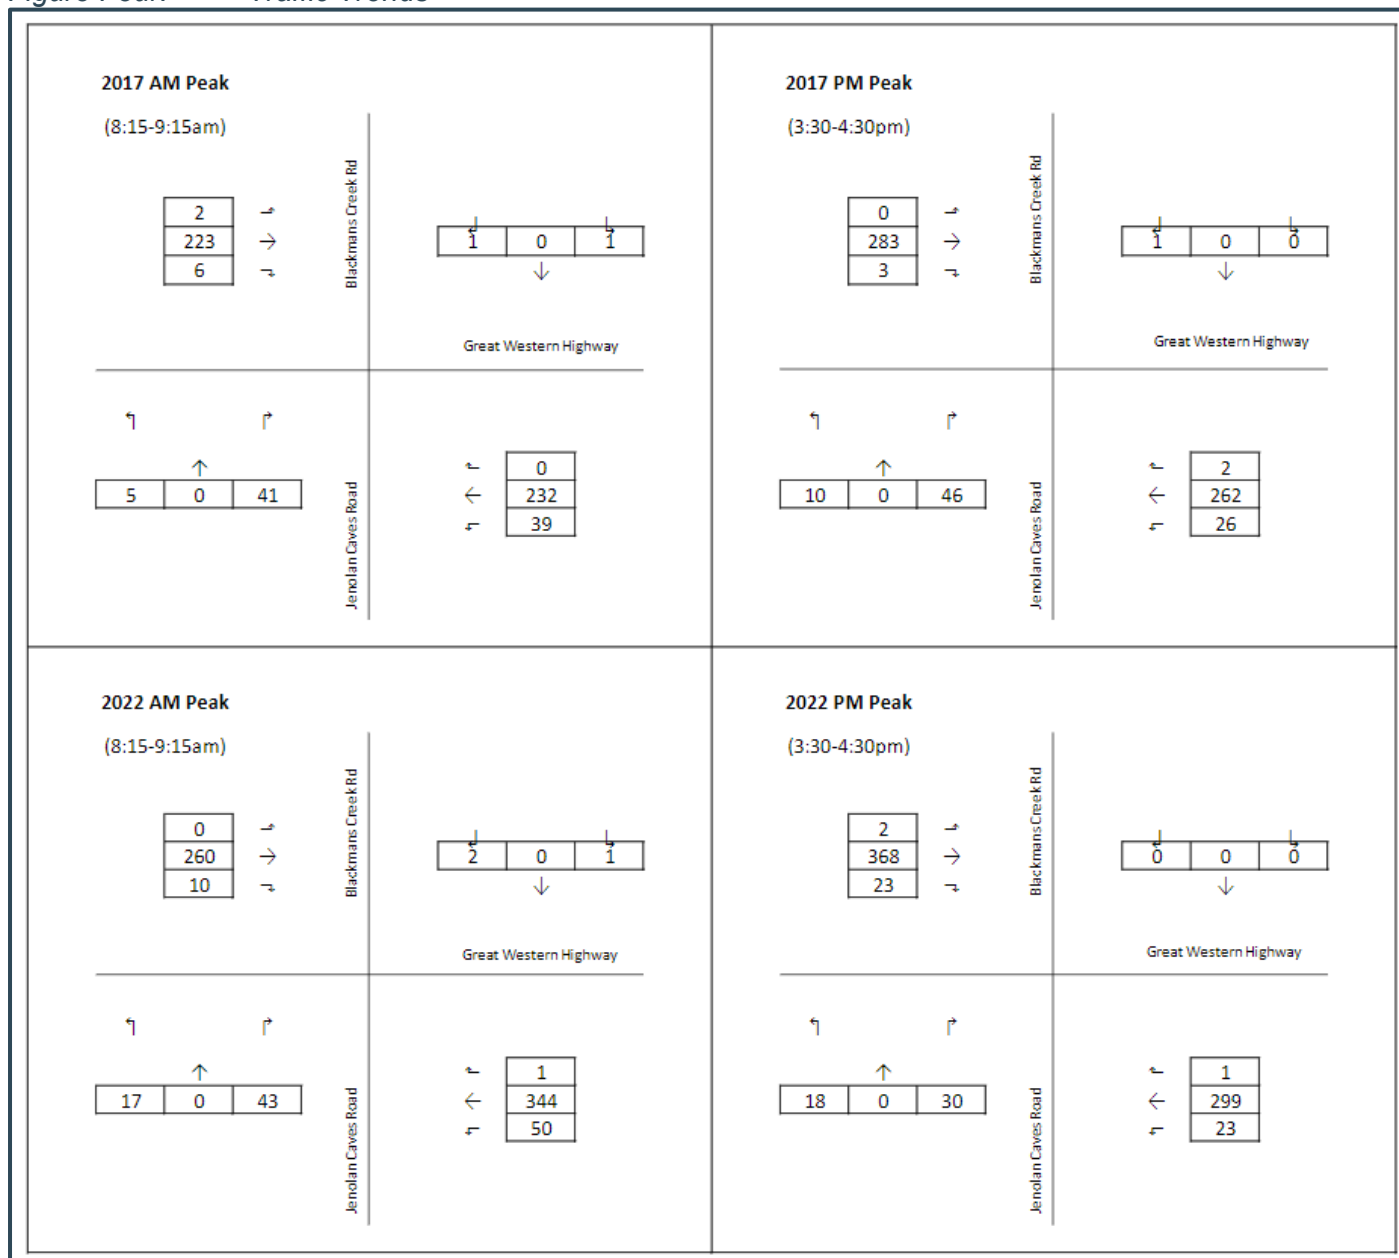 2017 AM Peak
(8:15-9:15am)
Blackmans Creek Rd
2
223
6
1 0 1
Great Western Highway
5 0 41
Jenolan Caves Road
0
232
39
2017 PM Peak
(3:30-4:30pm)
Blackmans Creek Rd
0
283
3
1 0 0
Great Western Highway
10 0 46
Jenolan Caves Road
2
262
26
2022 AM Peak
(8:15-9:15am)
Blackmans Creek Rd
0
260
10
2 0 1
Great Western Highway
17 0 43
Jenolan Caves Road
1
344
50
2022 PM Peak
(3:30-4:30pm)
Blackmans Creek Rd
2
368
23
0 0 0
Great Western Highway
18 0 30
Jenolan Caves Road
1
299
23